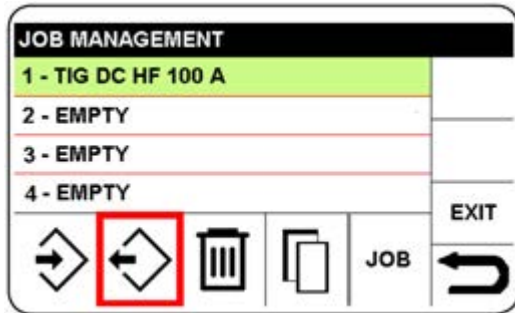 JOB MANAGEMENT
1 - TIG DC HF 100 A
2 - EMPTY
3 - EMPTY
4 - EMPTY
EXIT
JOB